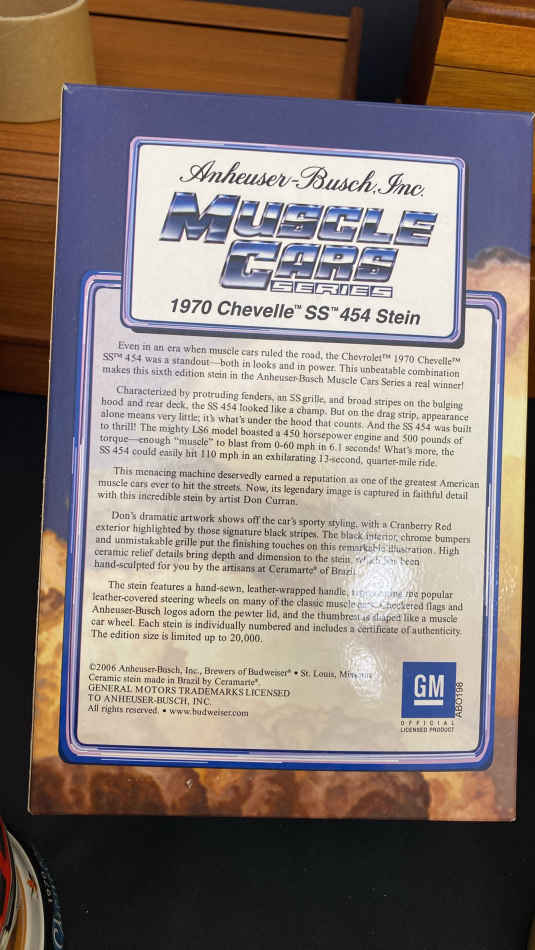 Anheuser-Busch, Inc.
MUSCLE
CARS
SERIES
1970 Chevelle™ SS™ 454 Stein
Even in an era when muscle cars ruled the road, the Chevrolet™ 1970 Chevelle™
SS™ 454 was a standout—both in looks and in power. This unbeatable combination
makes this sixth edition stein in the Anheuser-Busch Muscle Cars Series a real winner!
Characterized by protruding fenders, an SS grille, and broad stripes on the bulging
hood and rear deck, the SS 454 looked like a champ. But on the drag strip, appearance
alone means very little; it's what's under the hood that counts. And the SS 454 was built
to thrill! The mighty LS6 model boasted a 450 horsepower engine and 500 pounds of
torque—enough “muscle” to blast from 0-60 mph in 6.1 seconds! What's more, the
SS 454 could easily hit 110 mph in an exhilarating 13-second, quarter-mile ride.
This menacing machine deservedly earned a reputation as one of the greatest American
muscle cars ever to hit the streets. Now, its legendary image is captured in faithful detail
with this incredible stein by artist Don Curran.
Don's dramatic artwork shows off the car's sporty styling, with a Cranberry Red
exterior highlighted by those signature black stripes. The black interior, chrome bumpers
and unmistakable grille put the finishing touches on this remarkable illustration. High
ceramic relief details bring depth and dimension to the stein, which has been
hand-sculpted for you by the artisans at Ceramarte® of Brazil.
The stein features a hand-sewn, leather-wrapped handle, the popular
leather-covered steering wheels on many of the classic muscle cars. Checkered flags and
Anheuser-Busch logos adorn the pewter lid, and the thumbrest is shaped like a muscle
car wheel. Each stein is individually numbered and includes a certificate of authenticity.
The edition size is limited up to 20,000.
©2006 Anheuser-Busch, Inc., Brewers of Budweiser® • St. Louis, Missouri
Ceramic stein made in Brazil by Ceramarte®.
GENERAL MOTORS TRADEMARKS LICENSED
TO ANHEUSER-BUSCH, INC.
All rights reserved. • www.budweiser.com
GM
OFFICIAL
LICENSED PRODUCT